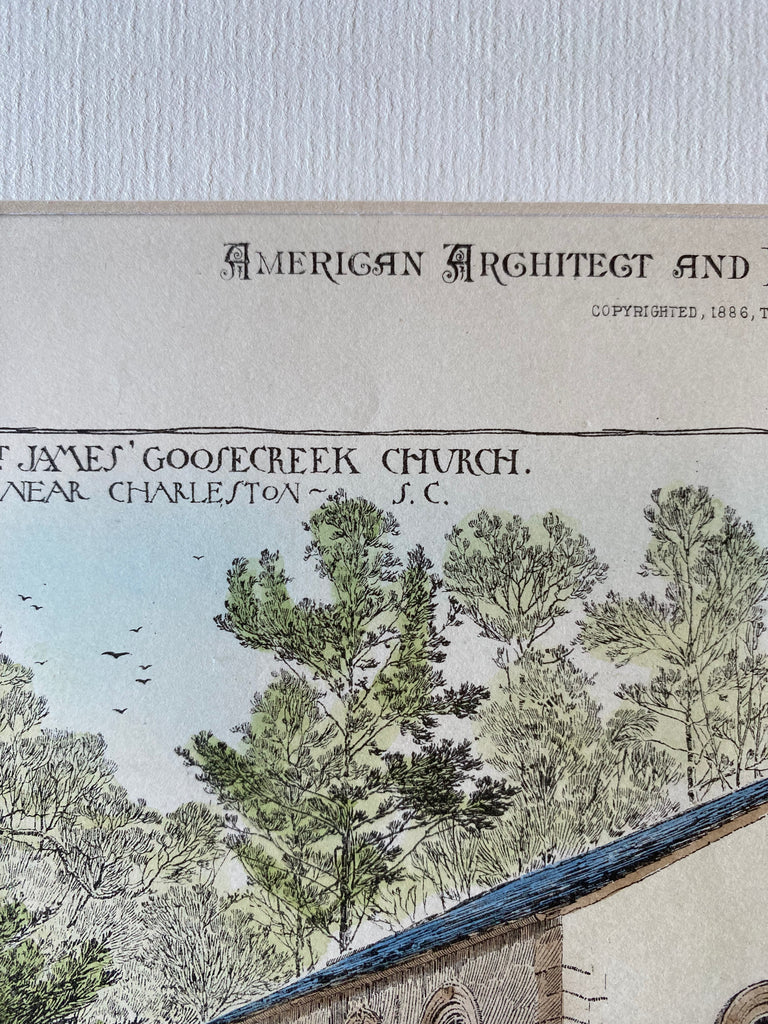 AMERICAN ARCHITECT AND
COPYRIGHTED, 1886, T
T JAMES' GOOSECREEK CHURCH.
NEAR CHARLESTON ~ S. C.